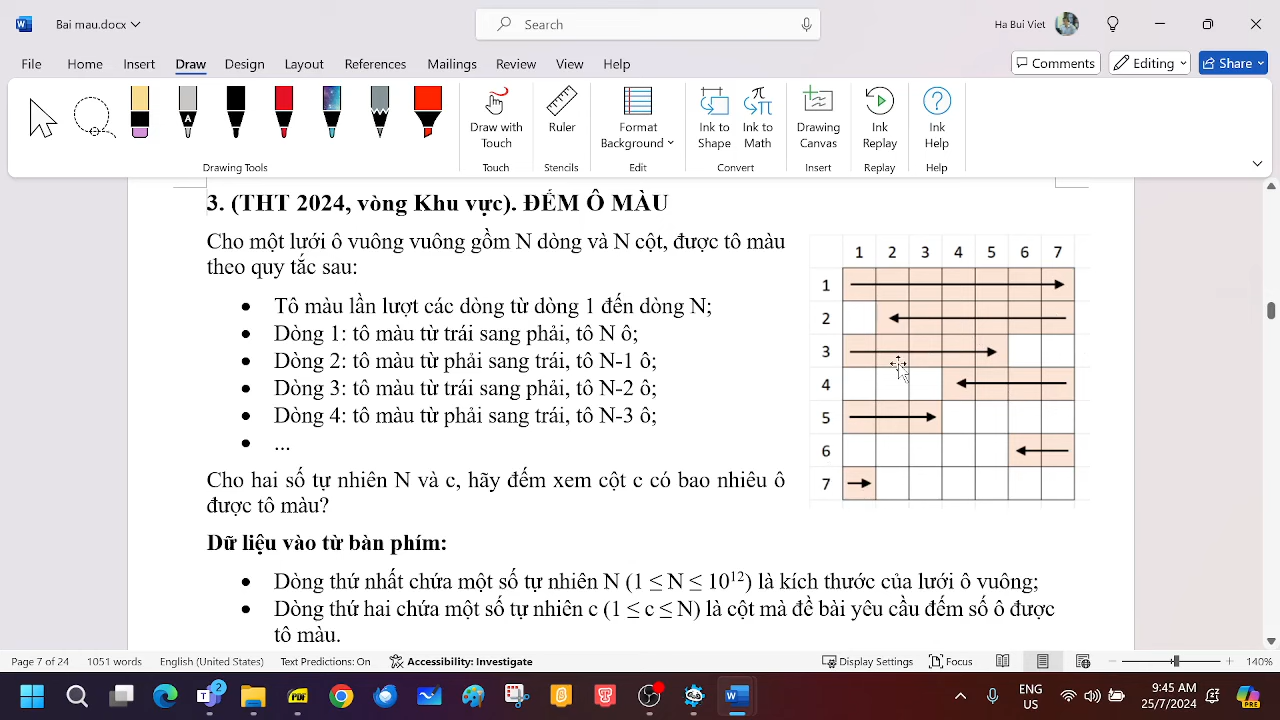 Bai mau.docx
Search
Ha Bui Viet
File Home Insert Draw Design Layout References Mailings Review View Help
Comments Editing Share
Draw with Touch
Ruler
Format Background
Ink to Shape
Ink to Math
Drawing Canvas
Ink Replay
Ink Help
Drawing Tools Touch Stencils Edit Convert Insert Replay Help
3. (THT 2024, vòng Khu vực). ĐẾM Ô MÀU
Cho một lưới ô vuông vuông gồm N dòng và N cột, được tô màu
theo quy tắc sau:
• Tô màu lần lượt các dòng từ dòng 1 đến dòng N;
• Dòng 1: tô màu từ trái sang phải, tô N ô;
• Dòng 2: tô màu từ phải sang trái, tô N-1 ô;
• Dòng 3: tô màu từ trái sang phải, tô N-2 ô;
• Dòng 4: tô màu từ phải sang trái, tô N-3 ô;
• ...
Cho hai số tự nhiên N và c, hãy đếm xem cột c có bao nhiêu ô
được tô màu?
1 2 3 4 5 6 7
1
2
3
4
5
6
7
Dữ liệu vào từ bàn phím:
• Dòng thứ nhất chứa một số tự nhiên N (1 ≤ N ≤ 10¹²) là kích thước của lưới ô vuông;
• Dòng thứ hai chứa một số tự nhiên c (1 ≤ c ≤ N) là cột mà đề bài yêu cầu đếm số ô được
tô màu.
Page 7 of 24 1051 words English (United States) Text Predictions: On Accessibility: Investigate Display Settings Focus 140%
2
PDF
ENG
US
9:45 AM
25/7/2024
PRE